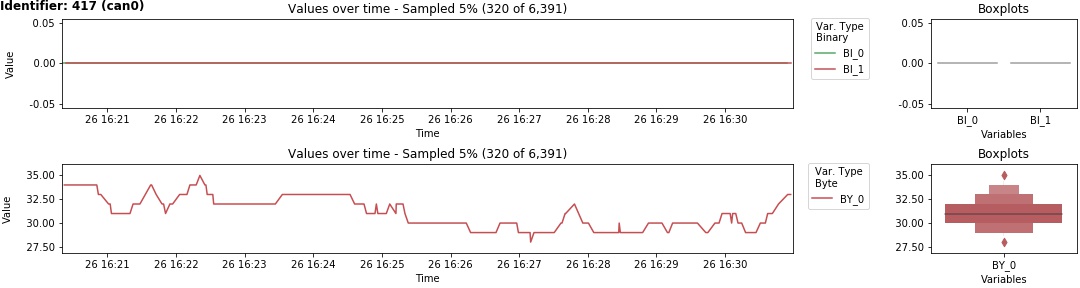 Identifier: 417 (can0)
Values over time - Sampled 5% (320 of 6,391)
Boxplots
Value
0.05
0.00
-0.05
26 16:21 26 16:22 26 16:23 26 16:24 26 16:25 26 16:26 26 16:27 26 16:28 26 16:29 26 16:30
Time
Var. Type
Binary
BI_0
BI_1
0.05
0.00
-0.05
BI_0 BI_1
Variables
Values over time - Sampled 5% (320 of 6,391)
Boxplots
Value
35.00
32.50
30.00
27.50
26 16:21 26 16:22 26 16:23 26 16:24 26 16:25 26 16:26 26 16:27 26 16:28 26 16:29 26 16:30
Time
Var. Type
Byte
BY_0
35.00
32.50
30.00
27.50
BY_0
Variables